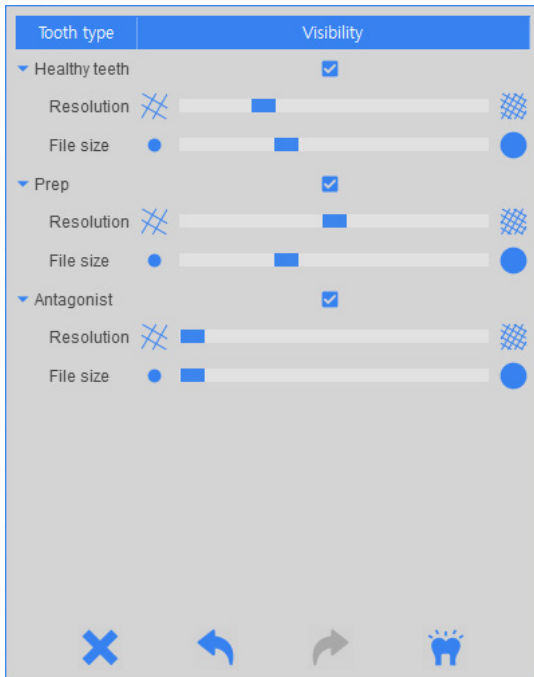 Tooth type Visibility
Healthy teeth
Resolution
File size
Prep
Resolution
File size
Antagonist
Resolution
File size